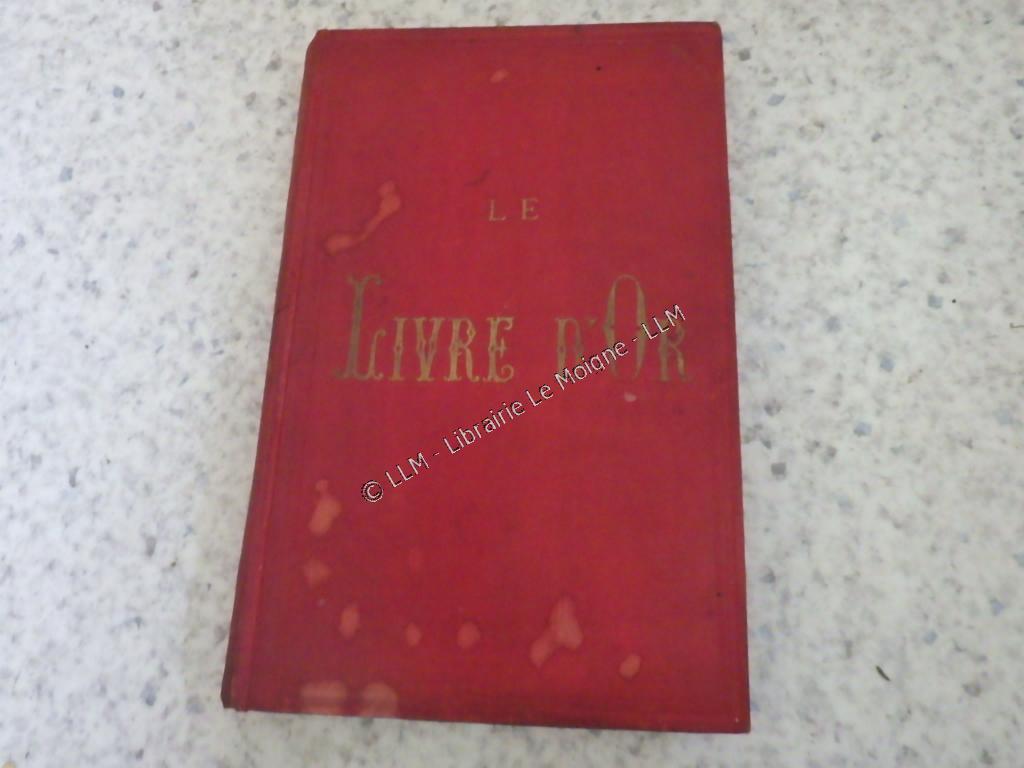 LE
LIVRE D'OR
© LLM - Librairie Le Moigne - LLM